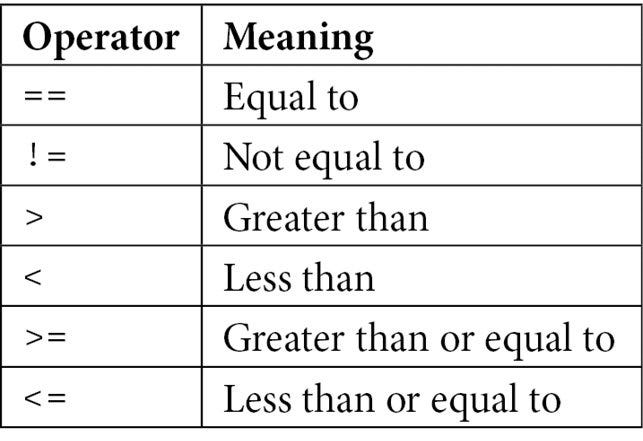 Operator Meaning
== Equal to
!= Not equal to
> Greater than
< Less than
>= Greater than or equal to
<= Less than or equal to